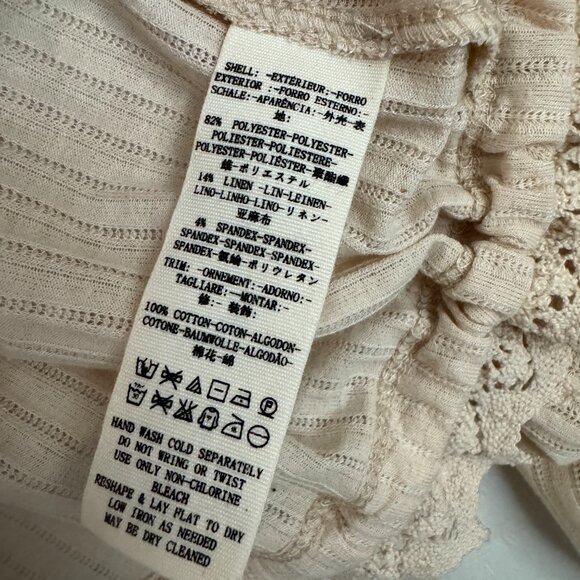 SHELL: -EXTÉRIEUR:-FORRO
EXTERIOR :-FORRO ESTERNO:-
SCHALE:-APARÊNCIA:-外光-表
地:
82% POLYESTER-POLYESTER-
POLIESTER-POLIESTERE-
POLYESTER-POLIÉSTER-聚酯纖
維-ポリエステル
14% LINEN -LIN-LEINEN-
LINO-LINHO-LINO-リネン-
亚麻布
4% SPANDEX-SPANDEX-
SPANDEX-SPANDEX-SPANDEX-
SPANDEX-氨綸-ポリウレタン
TRIM: -ORNEMENT:-ADORNO:-
TAGLIARE:-MONTAR:-
修:-装飾:
100% COTTON-COTON-ALGODON-
COTONE-BAUMWOLLE-ALGODÃO-
棉花-綿
HAND WASH COLD SEPARATELY
DO NOT WRING OR TWIST
USE ONLY NON-CHLORINE
BLEACH
RESHAPE & LAY FLAT TO DRY
LOW IRON AS NEEDED
MAY BE DRY CLEANED